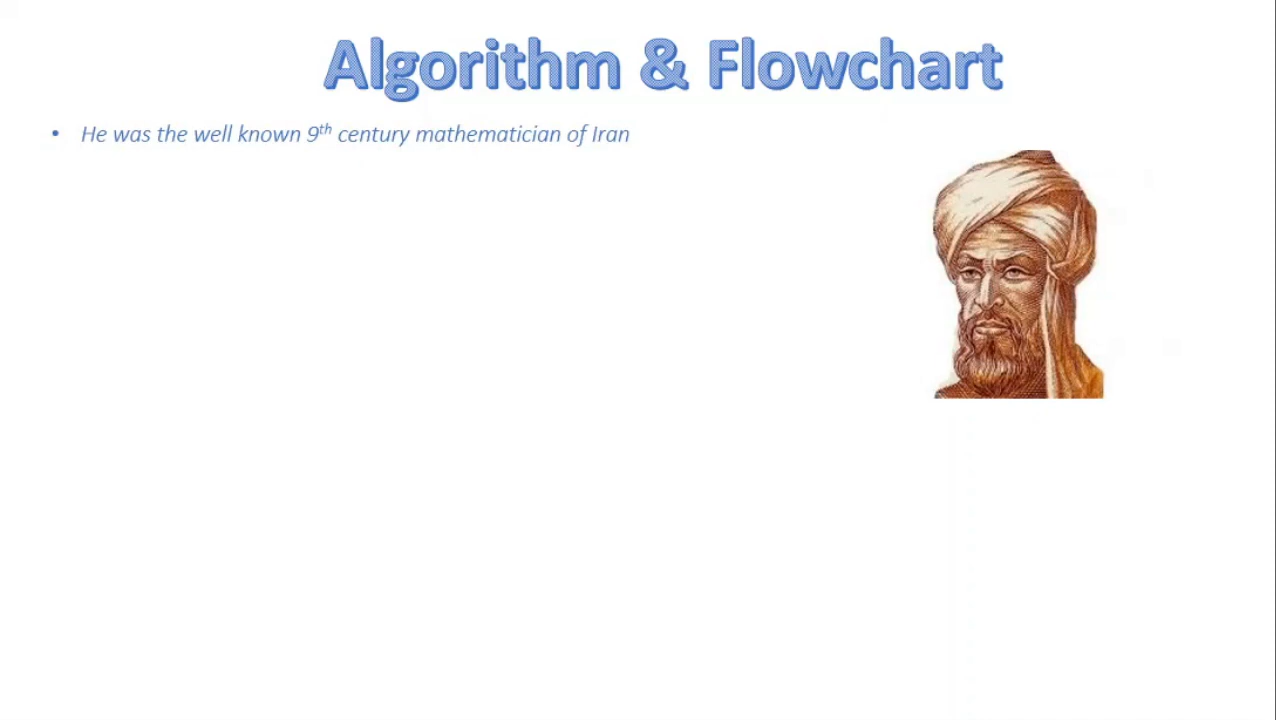 Algorithm & Flowchart
• He was the well known 9th century mathematician of Iran